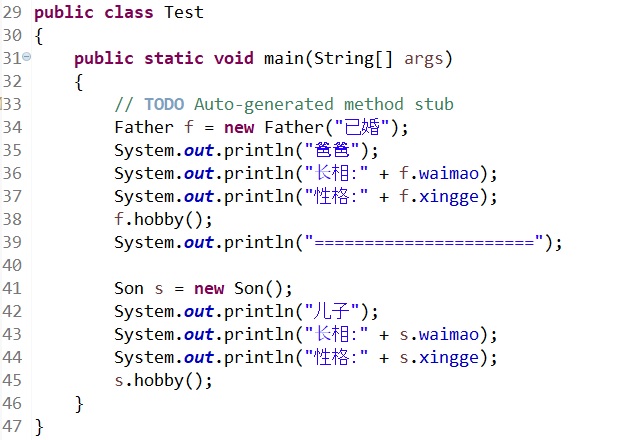 29 public class Test
30 {
31 public static void main(String[] args)
32 {
33 // TODO Auto-generated method stub
34 Father f = new Father("已婚");
35 System.out.println("爸爸");
36 System.out.println("长相:" + f.waimao);
37 System.out.println("性格:" + f.xingge);
38 f.hobby();
39 System.out.println("======================");
40
41 Son s = new Son();
42 System.out.println("儿子");
43 System.out.println("长相:" + s.waimao);
44 System.out.println("性格:" + s.xingge);
45 s.hobby();
46 }
47 }